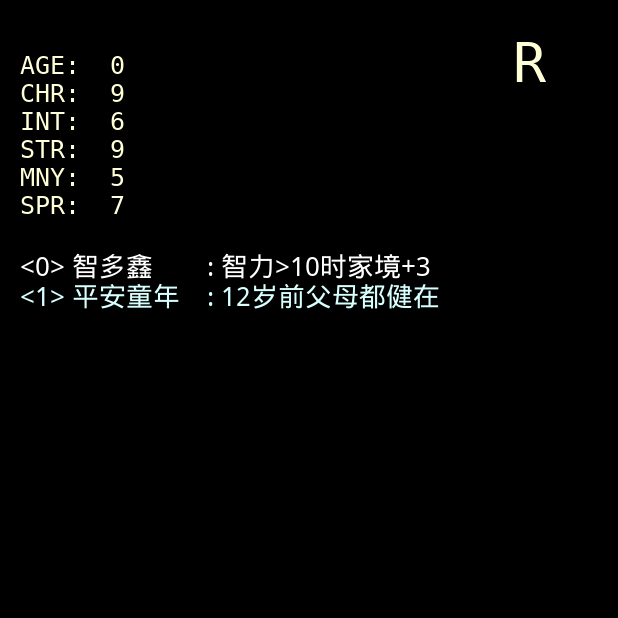 R
AGE: 0
CHR: 9
INT: 6
STR: 9
MNY: 5
SPR: 7
<0> 智多鑫 : 智力>10时家境+3
<1> 平安童年 : 12岁前父母都健在